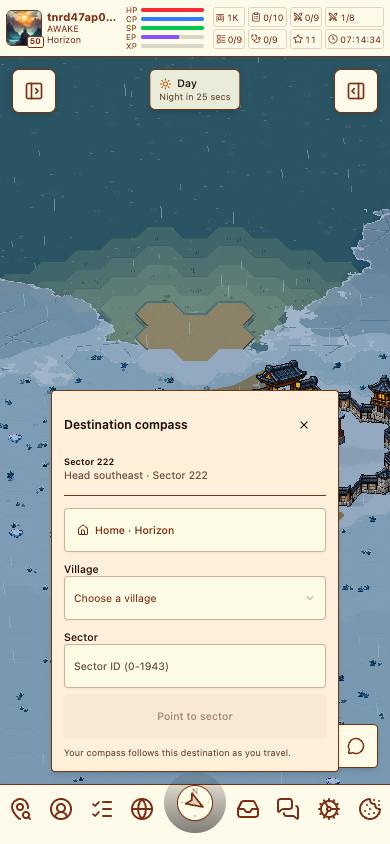 tnrd47ap0...
AWAKE
Horizon
50
HP
CP
SP
EP
XP
1K
0/10
0/9
1/8
0/9
0/9
11
07:14:34
Day
Night in 25 secs
Destination compass
Sector 222
Head southeast · Sector 222
Home · Horizon
Village
Choose a village
Sector
Sector ID (0-1943)
Point to sector
Your compass follows this destination as you travel.
N